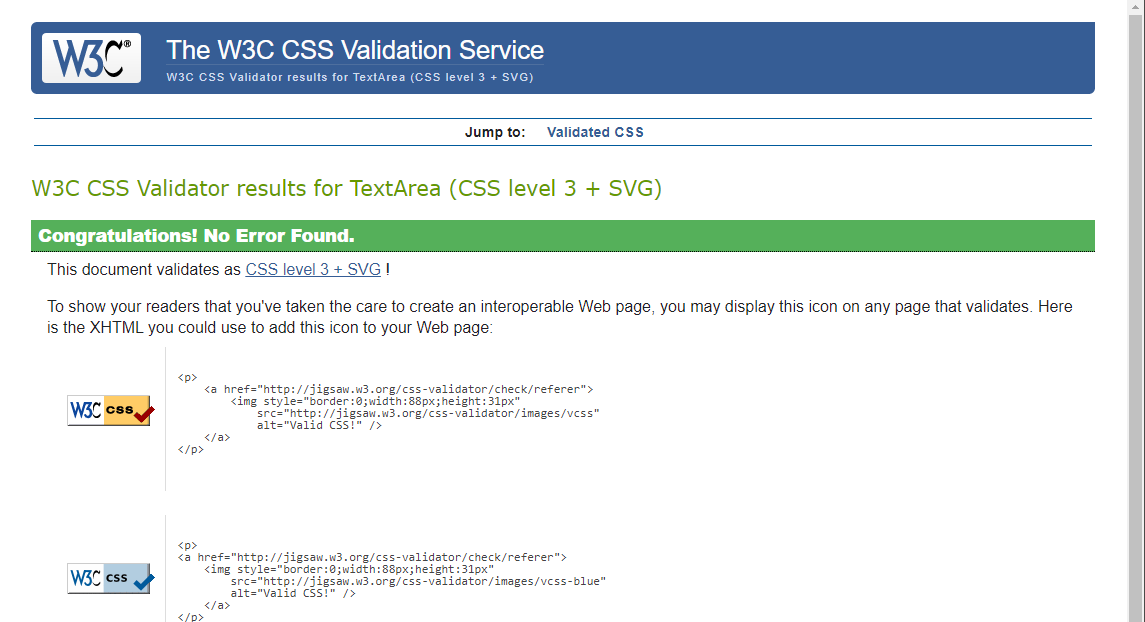 W3C®
The W3C CSS Validation Service
W3C CSS Validator results for TextArea (CSS level 3 + SVG)
Jump to: Validated CSS
W3C CSS Validator results for TextArea (CSS level 3 + SVG)
Congratulations! No Error Found.
This document validates as CSS level 3 + SVG !
To show your readers that you've taken the care to create an interoperable Web page, you may display this icon on any page that validates. Here
is the XHTML you could use to add this icon to your Web page:
W3C css
<p>
<a href="http://jigsaw.w3.org/css-validator/check/referer">
<img style="border:0;width:88px;height:31px"
src="http://jigsaw.w3.org/css-validator/images/vcss"
alt="Valid CSS!" />
</a>
</p>
W3C css
<p>
<a href="http://jigsaw.w3.org/css-validator/check/referer">
<img style="border:0;width:88px;height:31px"
src="http://jigsaw.w3.org/css-validator/images/vcss-blue"
alt="Valid CSS!" />
</a>
</p>